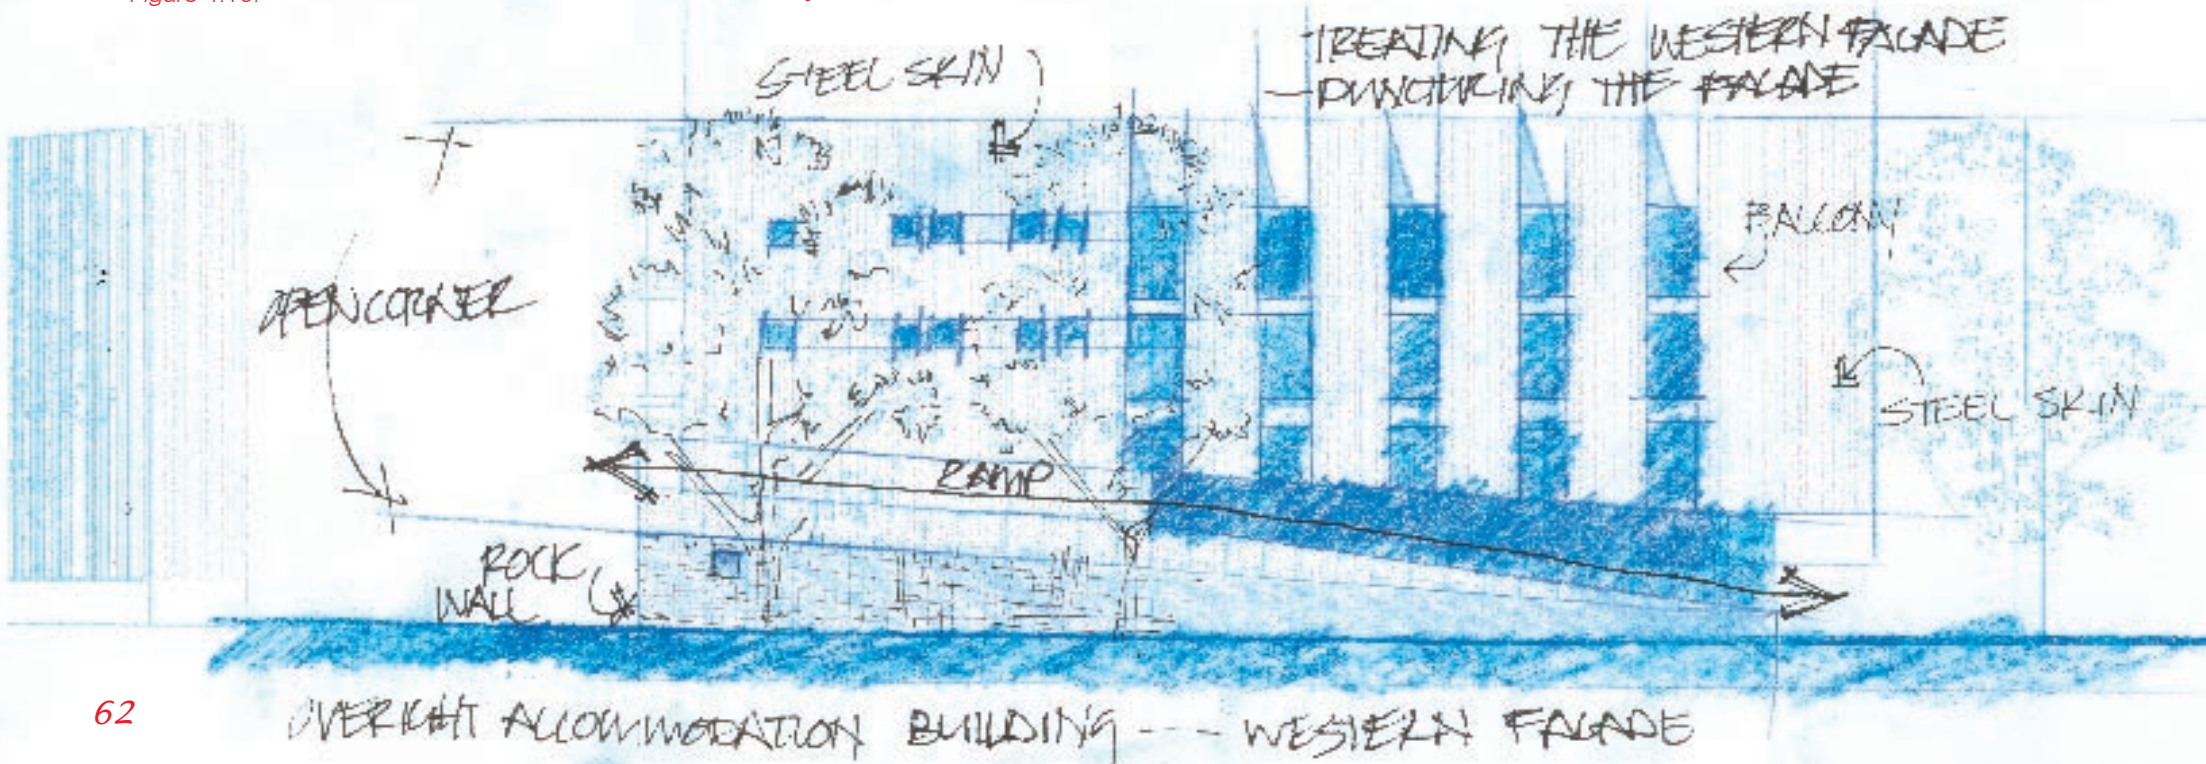 - TREATING THE WESTERN FACADE
- PUNCTURING THE FACADE
STEEL SKIN
BALCONY
OPEN CORNER
STEEL SKIN
RAMP
ROCK
WALL
62
OVERIGHT ACCOMMODATION BUILDING ---- WESTERN FACADE